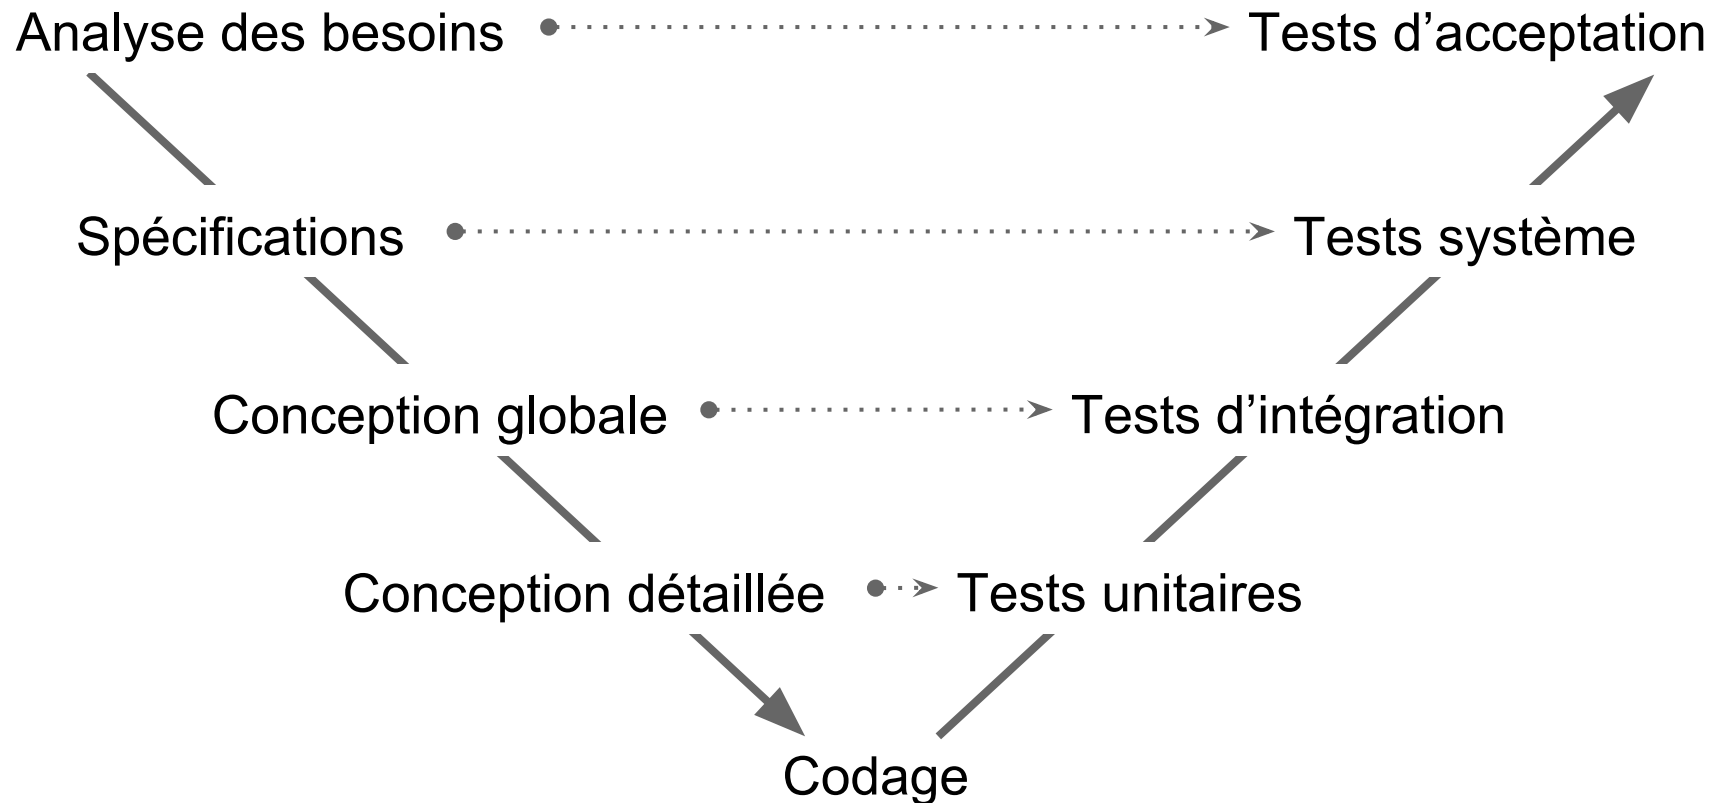 Analyse des besoins
Tests d’acceptation
Spécifications
Tests système
Conception globale
Tests d’intégration
Conception détaillée
Tests unitaires
Codage